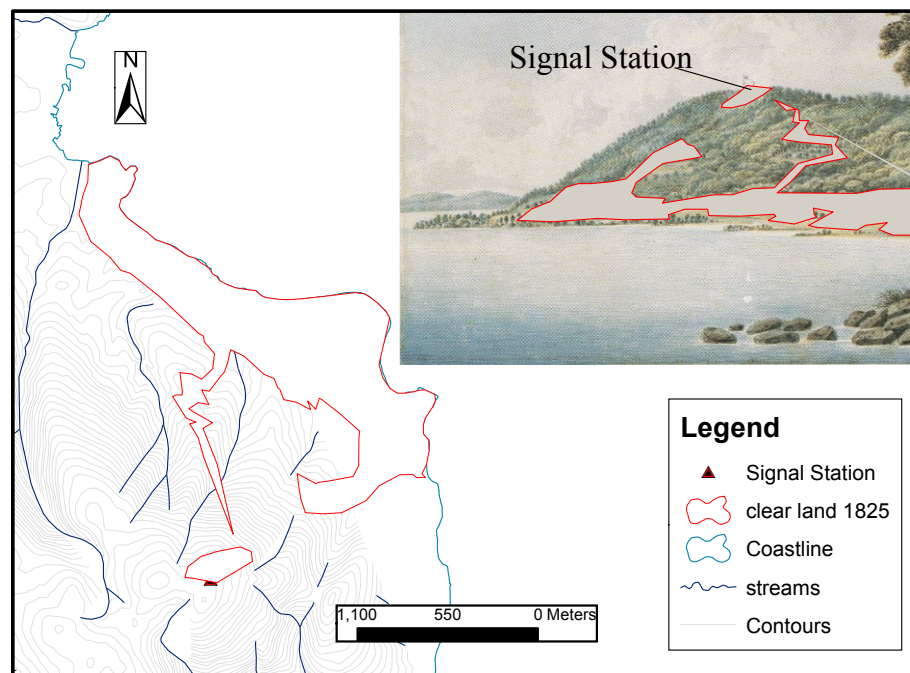 N
Signal Station
Legend
Signal Station
clear land 1825
Coastline
streams
Contours
1,100 550 0 Meters